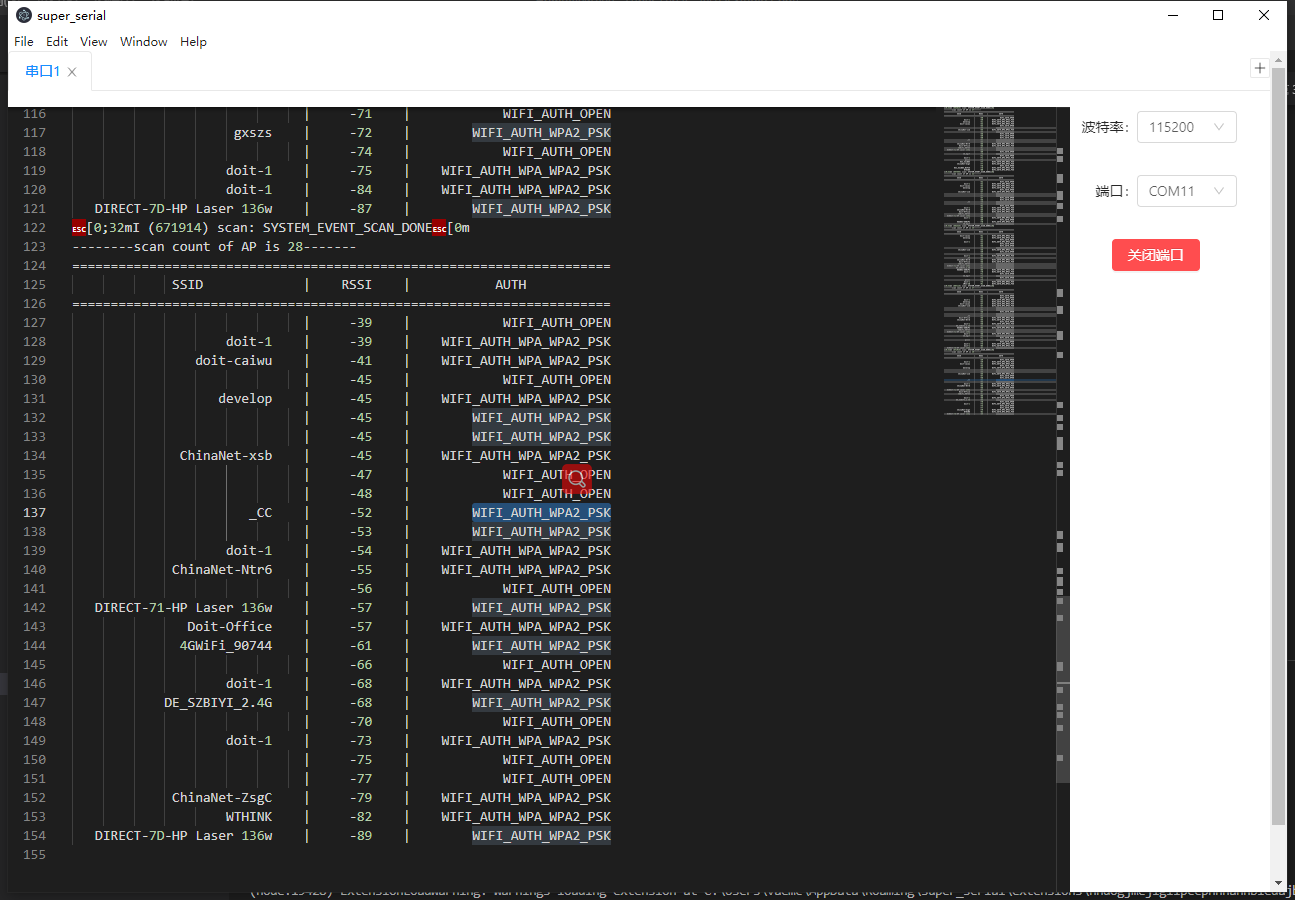 super_serial
File Edit View Window Help
串口1
116 | -71 | WIFI_AUTH_OPEN
117 gxszs | -72 | WIFI_AUTH_WPA2_PSK
118 | -74 | WIFI_AUTH_OPEN
119 doit-1 | -75 | WIFI_AUTH_WPA_WPA2_PSK
120 doit-1 | -84 | WIFI_AUTH_WPA_WPA2_PSK
121 DIRECT-7D-HP Laser 136w | -87 | WIFI_AUTH_WPA2_PSK
122 ESC[0;32mI (671914) scan: SYSTEM_EVENT_SCAN_DONEESC[0m
123 --------scan count of AP is 28-------
124 ======================================================================
125 SSID | RSSI | AUTH
126 ======================================================================
127 | -39 | WIFI_AUTH_OPEN
128 doit-1 | -39 | WIFI_AUTH_WPA_WPA2_PSK
129 doit-caiwu | -41 | WIFI_AUTH_WPA_WPA2_PSK
130 | -45 | WIFI_AUTH_OPEN
131 develop | -45 | WIFI_AUTH_WPA_WPA2_PSK
132 | -45 | WIFI_AUTH_WPA2_PSK
133 | -45 | WIFI_AUTH_WPA2_PSK
134 ChinaNet-xsb | -45 | WIFI_AUTH_WPA_WPA2_PSK
135 | -47 | WIFI_AUTH_OPEN
136 | -48 | WIFI_AUTH_OPEN
137 _CC | -52 | WIFI_AUTH_WPA2_PSK
138 | -53 | WIFI_AUTH_WPA2_PSK
139 doit-1 | -54 | WIFI_AUTH_WPA_WPA2_PSK
140 ChinaNet-Ntr6 | -55 | WIFI_AUTH_WPA_WPA2_PSK
141 | -56 | WIFI_AUTH_OPEN
142 DIRECT-71-HP Laser 136w | -57 | WIFI_AUTH_WPA2_PSK
143 Doit-Office | -57 | WIFI_AUTH_WPA_WPA2_PSK
144 4GWiFi_90744 | -61 | WIFI_AUTH_WPA2_PSK
145 | -66 | WIFI_AUTH_OPEN
146 doit-1 | -68 | WIFI_AUTH_WPA_WPA2_PSK
147 DE_SZBIYI_2.4G | -68 | WIFI_AUTH_WPA2_PSK
148 | -70 | WIFI_AUTH_OPEN
149 doit-1 | -73 | WIFI_AUTH_WPA_WPA2_PSK
150 | -75 | WIFI_AUTH_OPEN
151 | -77 | WIFI_AUTH_OPEN
152 ChinaNet-ZsgC | -79 | WIFI_AUTH_WPA_WPA2_PSK
153 WTHINK | -82 | WIFI_AUTH_WPA_WPA2_PSK
154 DIRECT-7D-HP Laser 136w | -89 | WIFI_AUTH_WPA2_PSK
155
波特率: 115200
端口: COM11
关闭端口